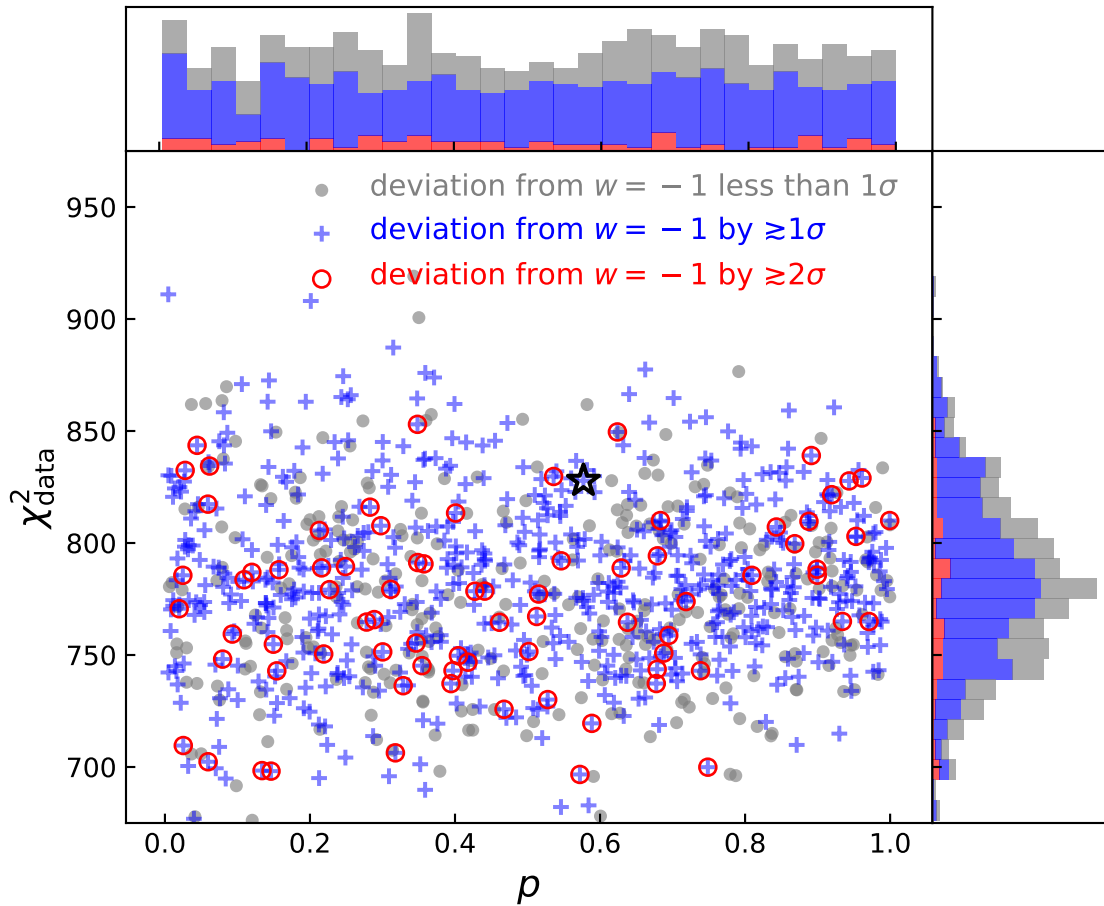 deviation from w = − 1 less than 1σ
deviation from w = − 1 by ≳1σ
deviation from w = − 1 by ≳2σ
950
900
850
800
750
700
χ²data
0.0 0.2 0.4 0.6 0.8 1.0
p